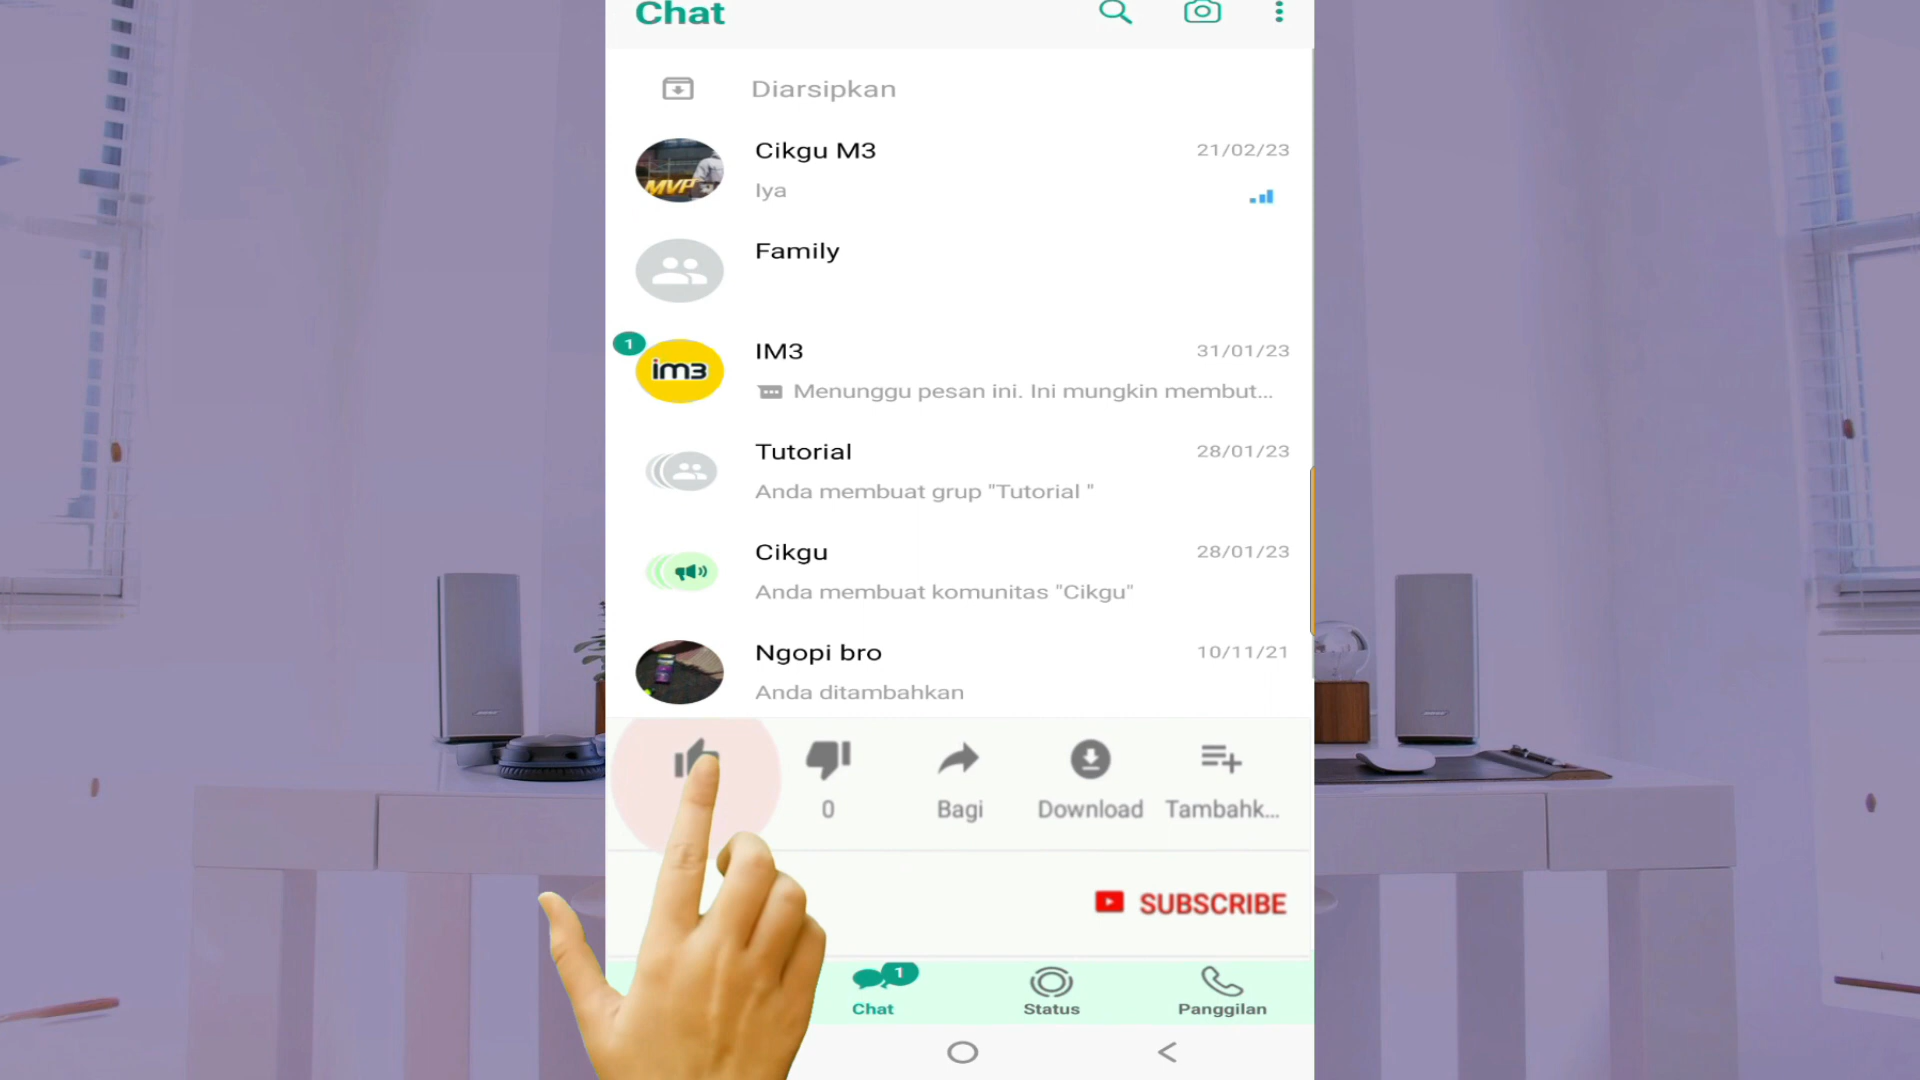 Chat
Diarsipkan
Cikgu M3
21/02/23
Iya
MVP
Family
1
im3
IM3
31/01/23
Menunggu pesan ini. Ini mungkin membut...
Tutorial
28/01/23
Anda membuat grup "Tutorial "
Cikgu
28/01/23
Anda membuat komunitas "Cikgu"
Ngopi bro
10/11/21
Anda ditambahkan
0
Bagi
Download
Tambahk...
SUBSCRIBE
1
Chat
Status
Panggilan